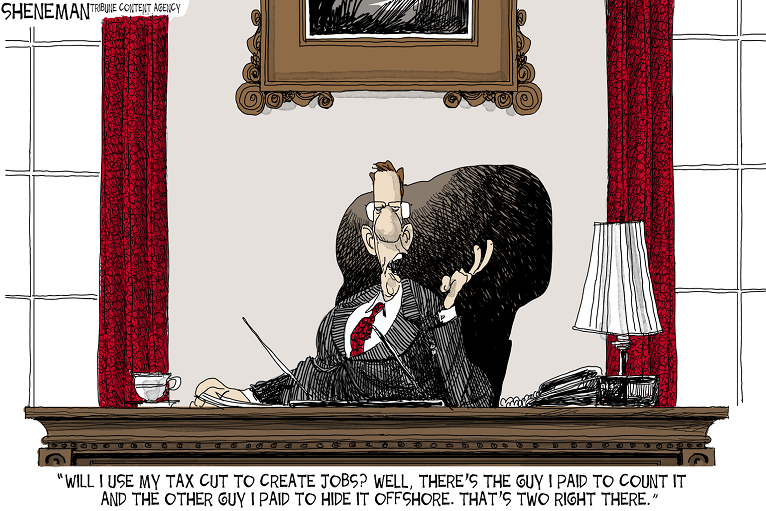 SHENEMAN TRIBUNE CONTENT AGENCY
"WILL I USE MY TAX CUT TO CREATE JOBS? WELL, THERE'S THE GUY I PAID TO COUNT IT
AND THE OTHER GUY I PAID TO HIDE IT OFFSHORE. THAT'S TWO RIGHT THERE."